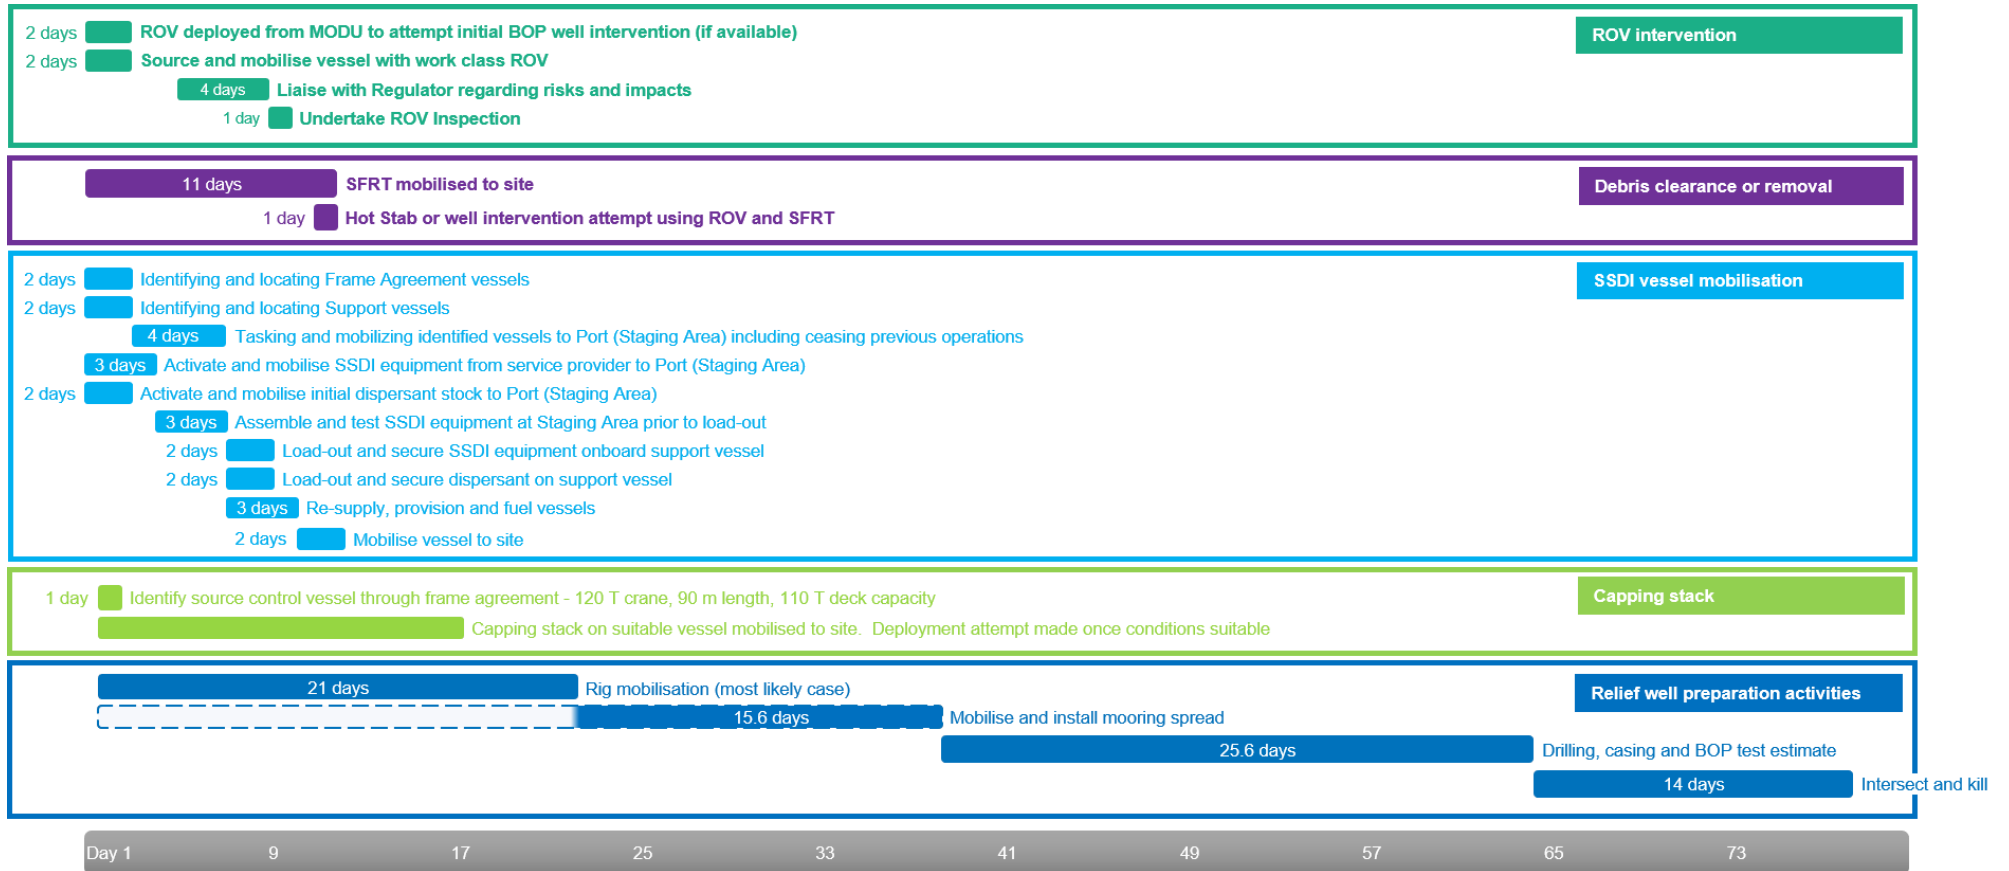 2 days ROV deployed from MODU to attempt initial BOP well intervention (if available)
ROV intervention
2 days Source and mobilise vessel with work class ROV
4 days Liaise with Regulator regarding risks and impacts
1 day Undertake ROV Inspection
11 days SFRT mobilised to site
Debris clearance or removal
1 day Hot Stab or well intervention attempt using ROV and SFRT
2 days Identifying and locating Frame Agreement vessels
SSDI vessel mobilisation
2 days Identifying and locating Support vessels
4 days Tasking and mobilizing identified vessels to Port (Staging Area) including ceasing previous operations
3 days Activate and mobilise SSDI equipment from service provider to Port (Staging Area)
2 days Activate and mobilise initial dispersant stock to Port (Staging Area)
3 days Assemble and test SSDI equipment at Staging Area prior to load-out
2 days Load-out and secure SSDI equipment onboard support vessel
2 days Load-out and secure dispersant on support vessel
3 days Re-supply, provision and fuel vessels
2 days Mobilise vessel to site
1 day Identify source control vessel through frame agreement - 120 T crane, 90 m length, 110 T deck capacity
Capping stack
Capping stack on suitable vessel mobilised to site. Deployment attempt made once conditions suitable
21 days Rig mobilisation (most likely case)
Relief well preparation activities
15.6 days Mobilise and install mooring spread
25.6 days Drilling, casing and BOP test estimate
14 days Intersect and kill
Day 1 9 17 25 33 41 49 57 65 73